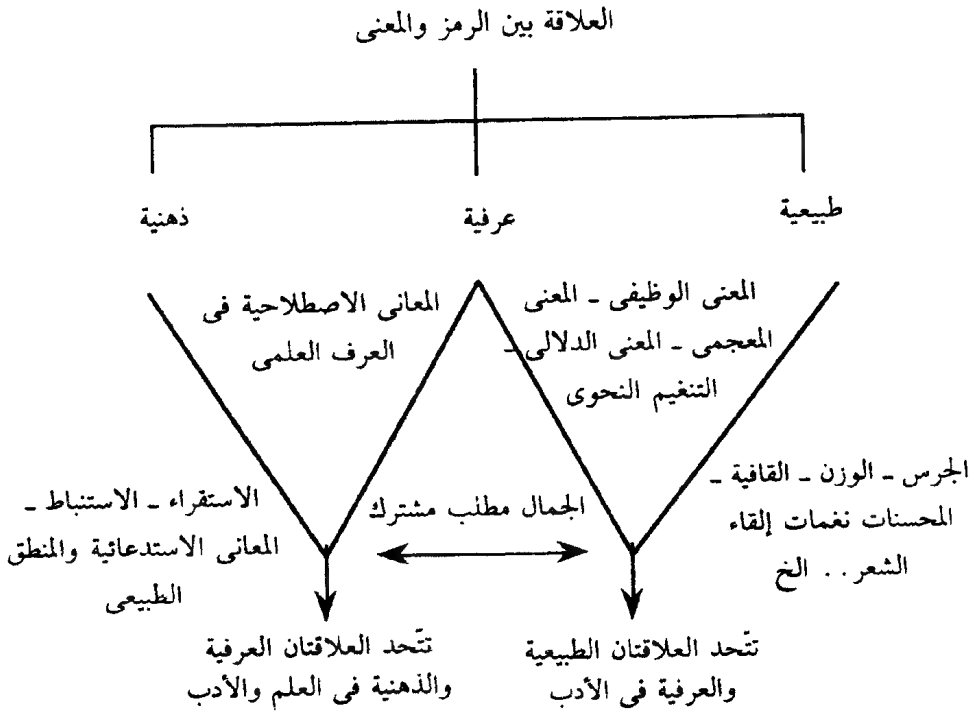 العلاقة بين الرمز والمعنى
طبيعية
عرفية
ذهنية
المعنى الوظيفى ـ المعنى
المعجمى ـ المعنى الدلالى ـ
التنغيم النحوى
المعانى الاصطلاحية فى
العرف العلمى
الجرس ـ الوزن ـ القافية ـ
المحسنات نغمات إلقاء
الشعر . . الخ
الجمال مطلب مشترك
الاستقراء ـ الاستنباط ـ
المعانى الاستدعائية والمنطق
الطبيعى
تتّحد العلاقتان الطبيعية
والعرفية فى الأدب
تتّحد العلاقتان العرفية
والذهنية فى العلم والأدب